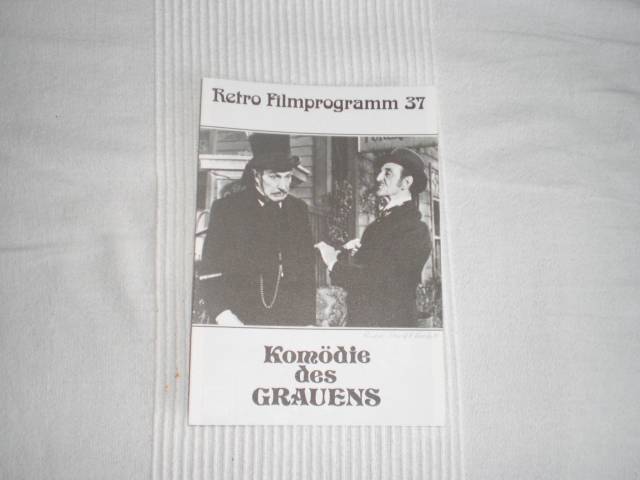 Retro Filmprogramm 37
Komödie
des
GRAUENS